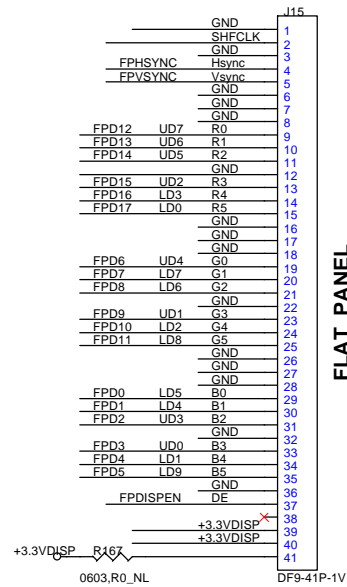 J15
GND 1
SHFCLK 2
GND 3
FPHSYNC Hsync 4
FPVSYNC Vsync 5
GND 6
GND 7
GND 8
FPD12 UD7 R0 9
FPD13 UD6 R1 10
FPD14 UD5 R2 11
GND 12
FPD15 UD2 R3 13
FPD16 LD3 R4 14
FPD17 LD0 R5 15
GND 16
GND 17
GND 18
FPD6 UD4 G0 19
FPD7 LD7 G1 20
FPD8 LD6 G2 21
GND 22
FPD9 UD1 G3 23
FPD10 LD2 G4 24
FPD11 LD8 G5 25
GND 26
GND 27
GND 28
FPD0 LD5 B0 29
FPD1 LD4 B1 30
FPD2 UD3 B2 31
GND 32
FPD3 UD0 B3 33
FPD4 LD1 B4 34
FPD5 LD9 B5 35
GND 36
FPDISPEN DE 37
38
+3.3VDISP 39
+3.3VDISP 40
+3.3VDISP R167 41
0603,R0_NL DF9-41P-1V
FLAT PANEL